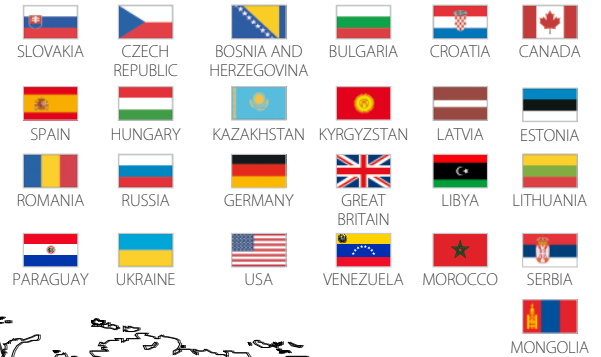 SLOVAKIA CZECH REPUBLIC BOSNIA AND HERZEGOVINA BULGARIA CROATIA CANADA
SPAIN HUNGARY KAZAKHSTAN KYRGYZSTAN LATVIA ESTONIA
ROMANIA RUSSIA GERMANY GREAT BRITAIN LIBYA LITHUANIA
PARAGUAY UKRAINE USA VENEZUELA MOROCCO SERBIA
MONGOLIA